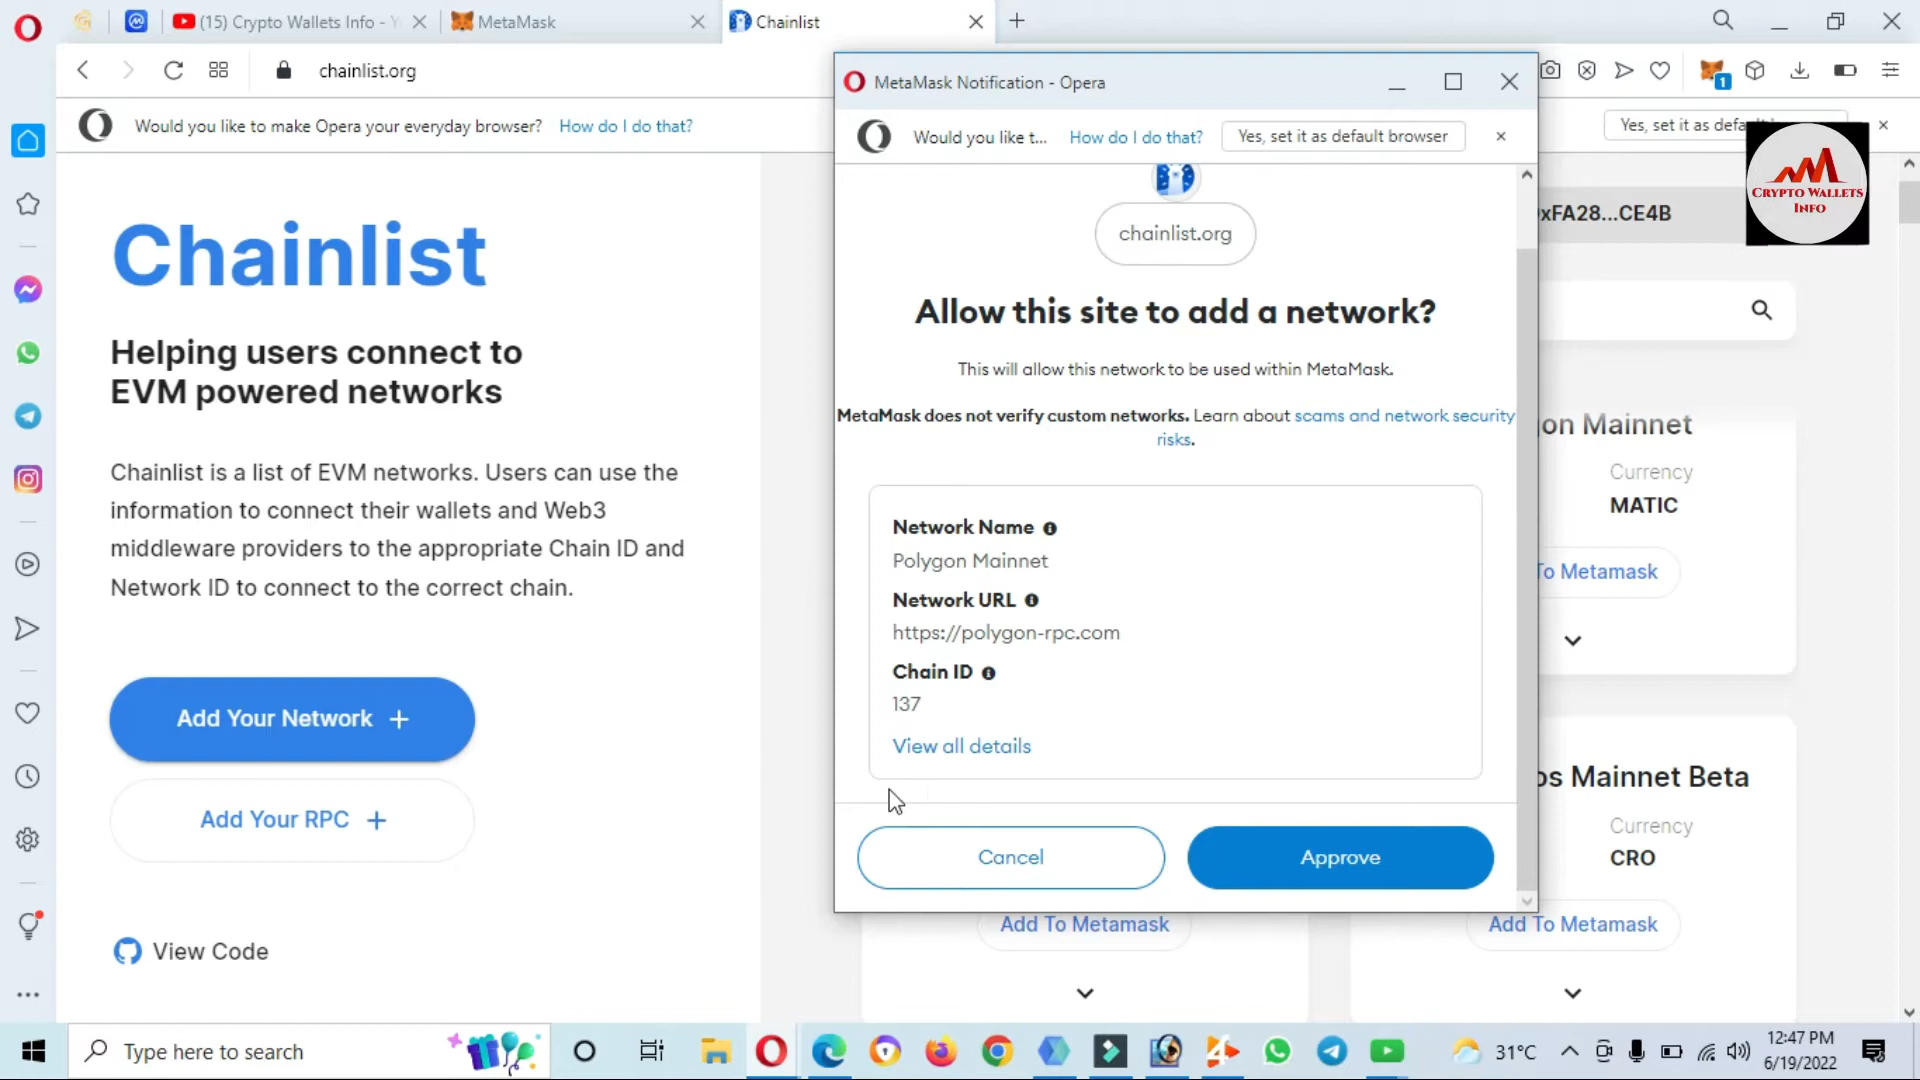 (15) Crypto Wallets Info - Y
MetaMask
Chainlist
chainlist.org
Would you like to make Opera your everyday browser? How do I do that?
Yes, set it as defa
Chainlist
Helping users connect to
EVM powered networks
Chainlist is a list of EVM networks. Users can use the
information to connect their wallets and Web3
middleware providers to the appropriate Chain ID and
Network ID to connect to the correct chain.
Add Your Network +
Add Your RPC +
View Code
MetaMask Notification - Opera
Would you like t... How do I do that? Yes, set it as default browser
chainlist.org
Allow this site to add a network?
This will allow this network to be used within MetaMask.
MetaMask does not verify custom networks. Learn about scams and network security
risks.
Network Name
Polygon Mainnet
Network URL
https://polygon-rpc.com
Chain ID
137
View all details
Cancel
Approve
1
CRYPTO WALLETS
INFO
0xFA28...CE4B
on Mainnet
Currency
MATIC
To Metamask
os Mainnet Beta
Currency
CRO
Add To Metamask
Add To Metamask
Type here to search
31°C
12:47 PM
6/19/2022